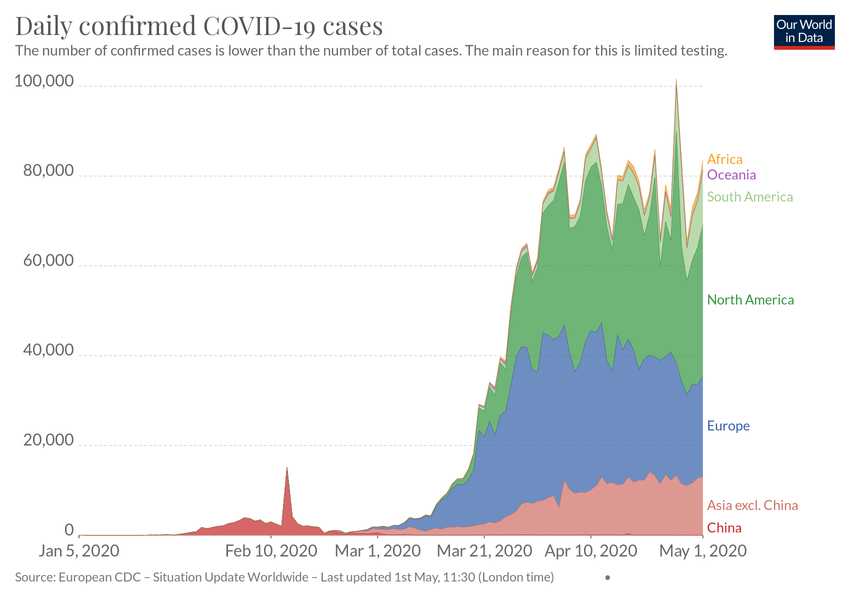 Daily confirmed COVID-19 cases
The number of confirmed cases is lower than the number of total cases. The main reason for this is limited testing.
Our World
in Data
100,000
80,000
60,000
40,000
20,000
0
Africa
Oceania
South America
North America
Europe
Asia excl. China
China
Jan 5, 2020
Feb 10, 2020
Mar 1, 2020
Mar 21, 2020
Apr 10, 2020
May 1, 2020
Source: European CDC – Situation Update Worldwide – Last updated 1st May, 11:30 (London time)